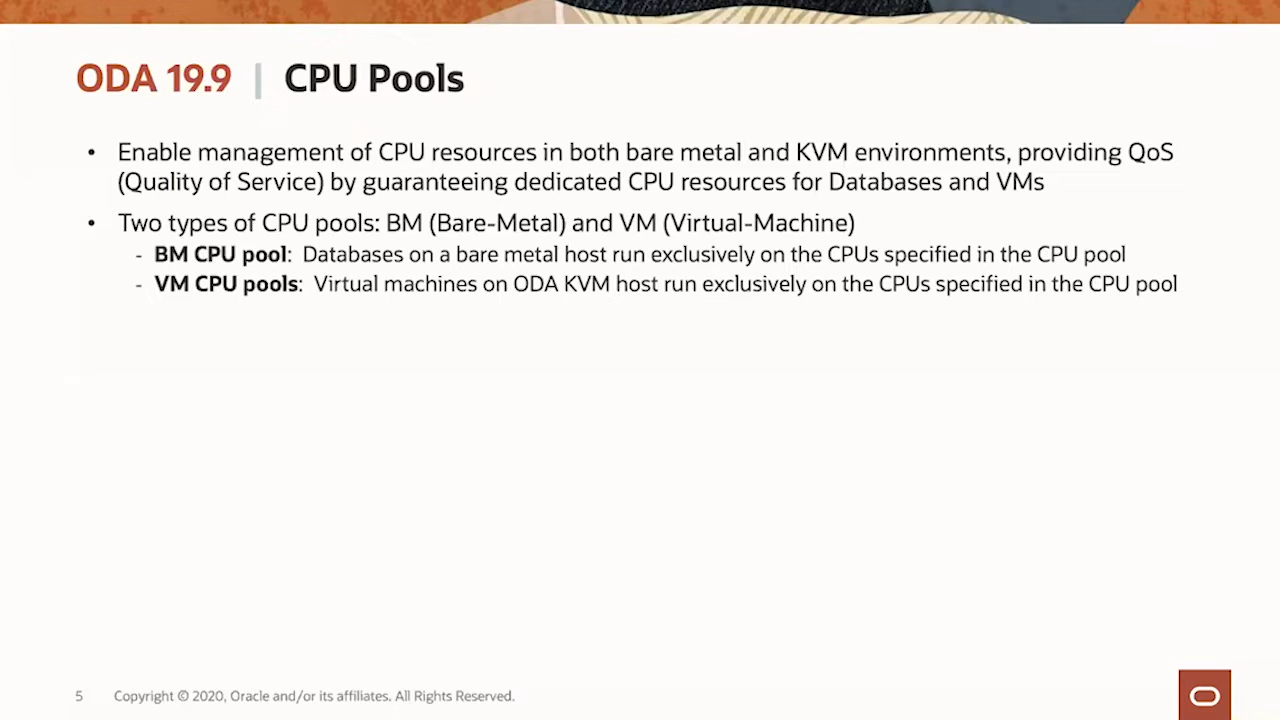 ODA 19.9 | CPU Pools
• Enable management of CPU resources in both bare metal and KVM environments, providing QoS
(Quality of Service) by guaranteeing dedicated CPU resources for Databases and VMs
• Two types of CPU pools: BM (Bare-Metal) and VM (Virtual-Machine)
- BM CPU pool: Databases on a bare metal host run exclusively on the CPUs specified in the CPU pool
- VM CPU pools: Virtual machines on ODA KVM host run exclusively on the CPUs specified in the CPU pool
5 Copyright © 2020, Oracle and/or its affiliates. All Rights Reserved.